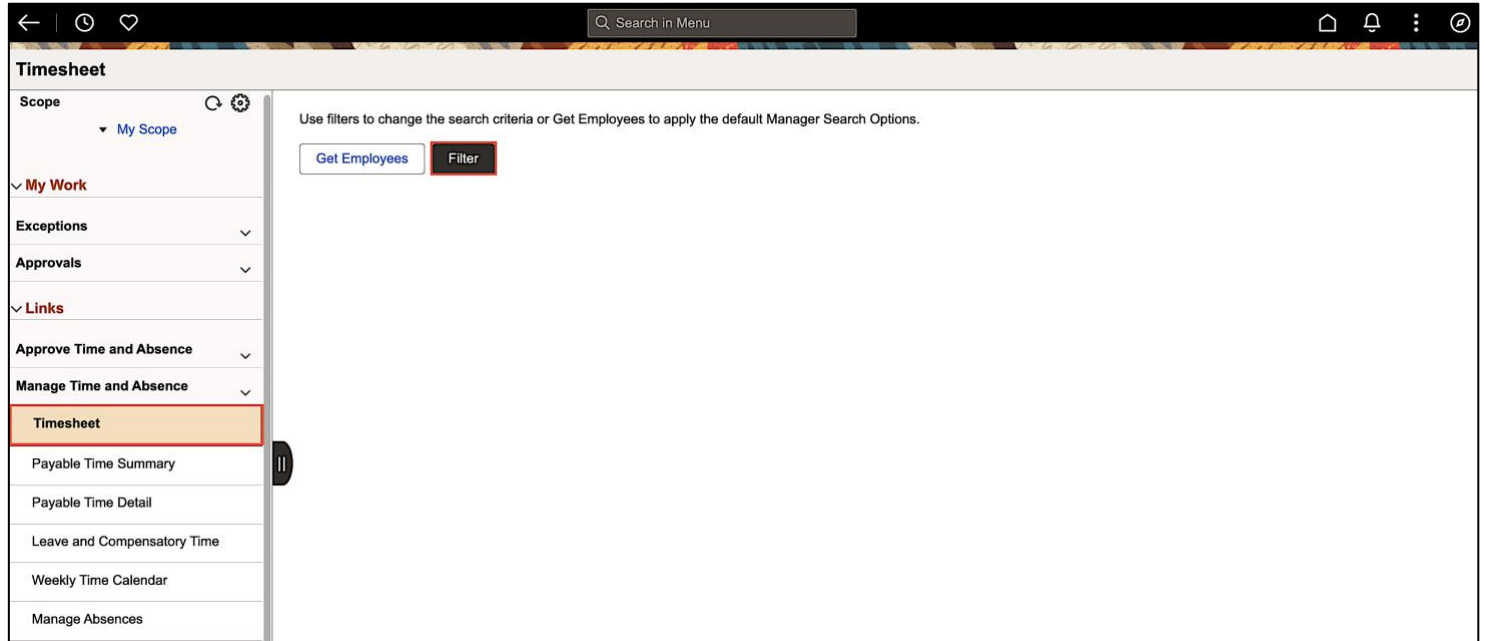 Search in Menu
Timesheet
Scope
My Scope
My Work
Exceptions
Approvals
Links
Approve Time and Absence
Manage Time and Absence
Timesheet
Payable Time Summary
Payable Time Detail
Leave and Compensatory Time
Weekly Time Calendar
Manage Absences
Use filters to change the search criteria or Get Employees to apply the default Manager Search Options.
Get Employees Filter